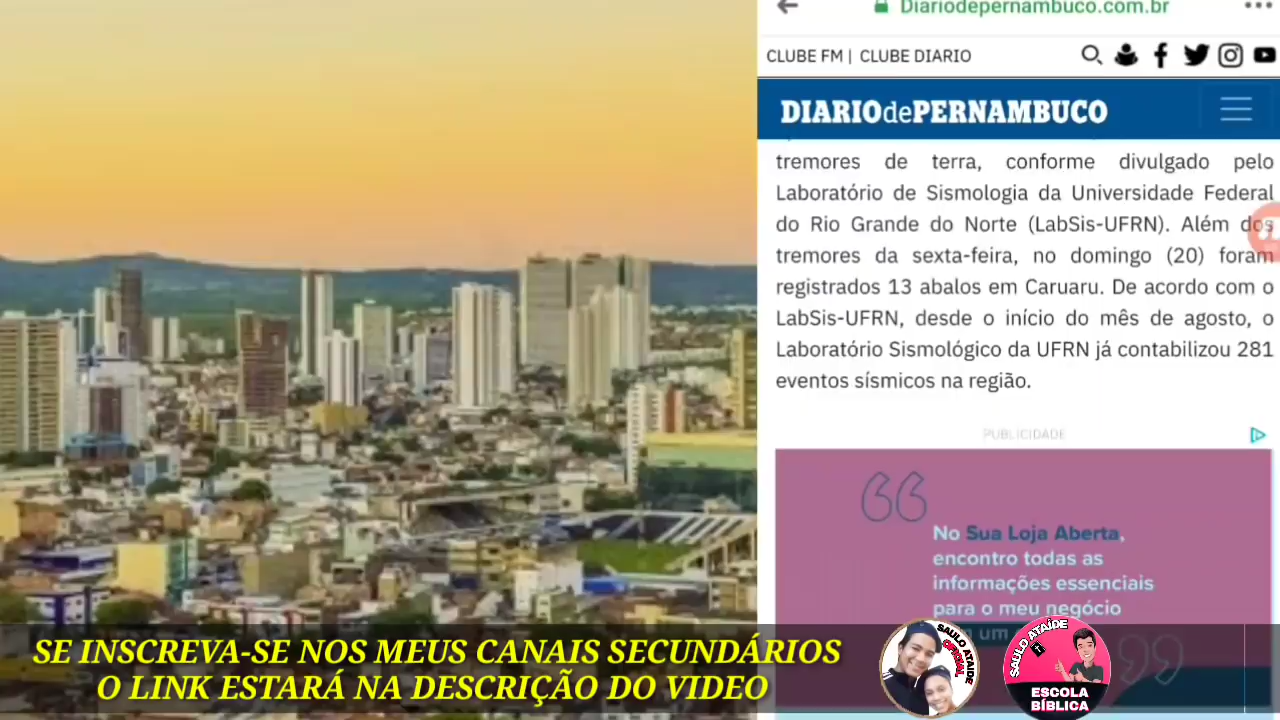 Diariodepernambuco.com.br
CLUBE FM | CLUBE DIARIO
DIARIOdePERNAMBUCO
tremores de terra, conforme divulgado pelo
Laboratório de Sismologia da Universidade Federal
do Rio Grande do Norte (LabSis-UFRN). Além dos
tremores da sexta-feira, no domingo (20) foram
registrados 13 abalos em Caruaru. De acordo com o
LabSis-UFRN, desde o início do mês de agosto, o
Laboratório Sismológico da UFRN já contabilizou 281
eventos sísmicos na região.
PUBLICIDADE
No Sua Loja Aberta,
encontro todas as
informações essenciais
para o meu negócio
um
SE INSCREVA-SE NOS MEUS CANAIS SECUNDÁRIOS
O LINK ESTARÁ NA DESCRIÇÃO DO VIDEO
SAULO ATAIDE
SAULO ATAÍDE
ESCOLA
BÍBLICA